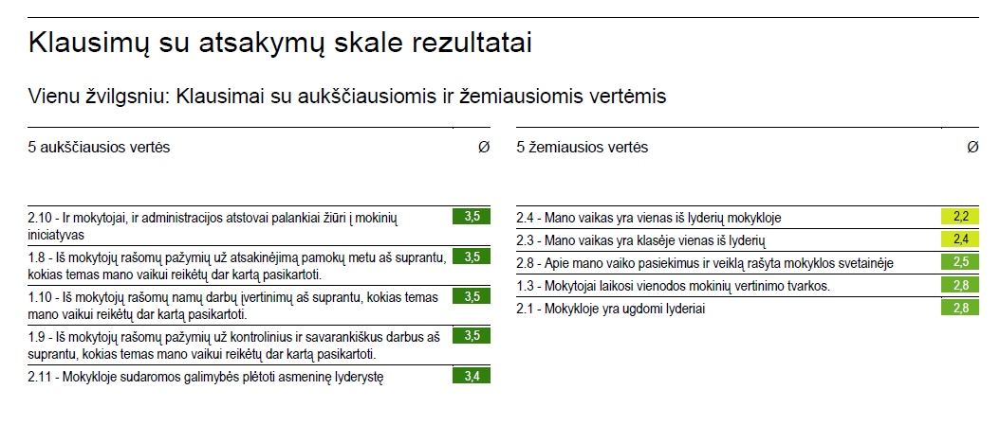 Klausimų su atsakymų skale rezultatai
Vienu žvilgsniu: Klausimai su aukščiausiomis ir žemiausiomis vertėmis
5 aukščiausios vertės Ø
2.10 - Ir mokytojai, ir administracijos atstovai palankiai žiūri į mokinių 3,5
iniciatyvas
1.8 - Iš mokytojų rašomų pažymių už atsakinėjimą pamokų metu aš suprantu, 3,5
kokias temas mano vaikui reikėtų dar kartą pasikartoti.
1.10 - Iš mokytojų rašomų namų darbų įvertinimų aš suprantu, kokias temas 3,5
mano vaikui reikėtų dar kartą pasikartoti.
1.9 - Iš mokytojų rašomų pažymių už kontrolinius ir savarankiškus darbus aš 3,5
suprantu, kokias temas mano vaikui reikėtų dar kartą pasikartoti.
2.11 - Mokykloje sudaromos galimybės plėtoti asmeninę lyderystę 3,4
5 žemiausios vertės Ø
2.4 - Mano vaikas yra vienas iš lyderių mokykloje 2,2
2.3 - Mano vaikas yra klasėje vienas iš lyderių 2,4
2.8 - Apie mano vaiko pasiekimus ir veiklą rašyta mokyklos svetainėje 2,5
1.3 - Mokytojai laikosi vienodos mokinių vertinimo tvarkos. 2,8
2.1 - Mokykloje yra ugdomi lyderiai 2,8